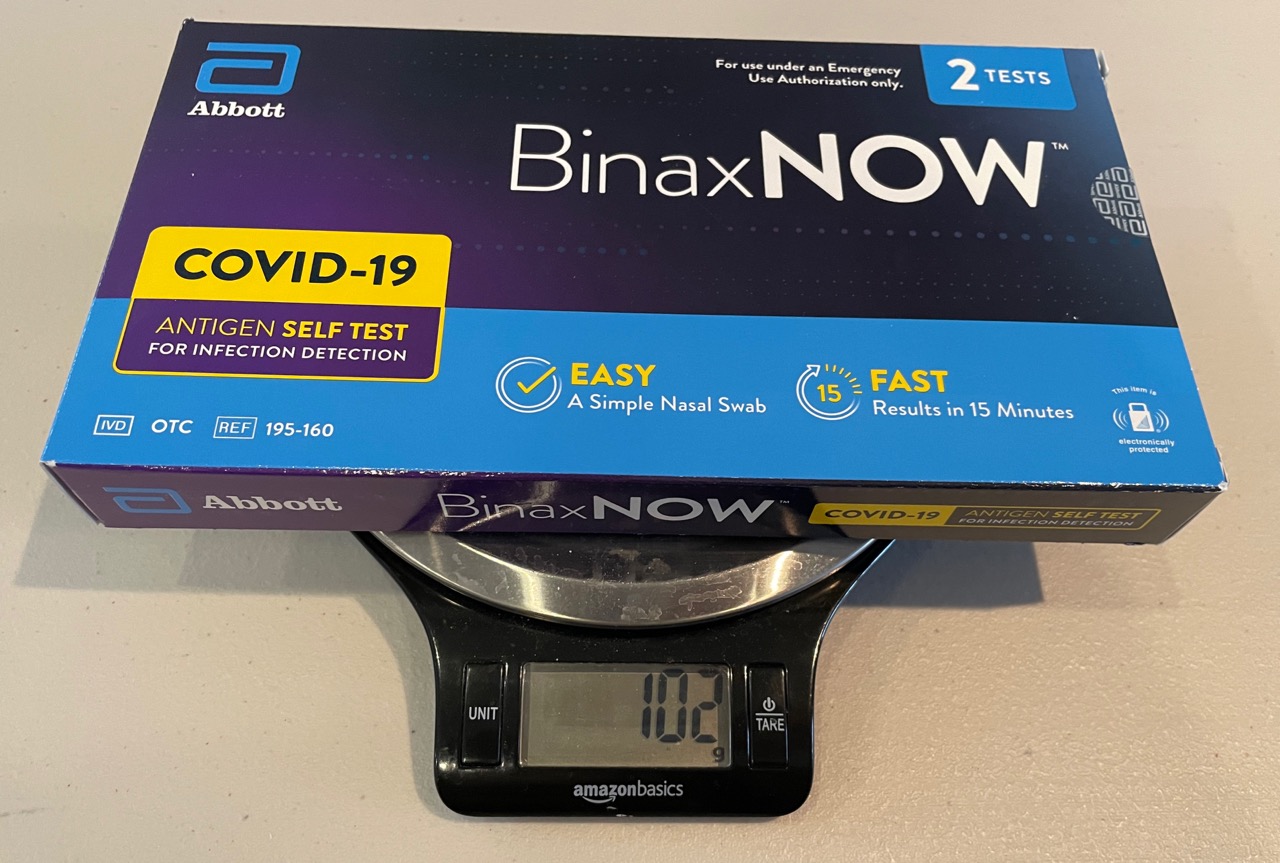 Abbott
For use under an Emergency
Use Authorization only.
2 TESTS
BinaxNOW™
COVID-19
ANTIGEN SELF TEST
FOR INFECTION DETECTION
EASY
A Simple Nasal Swab
15
FAST
Results in 15 Minutes
This item is
electronically
protected
IVD OTC REF 195-160
Abbott
BinaxNOW™
COVID-19
ANTIGEN SELF TEST
FOR INFECTION DETECTION
UNIT
102
g
TARE
amazonbasics